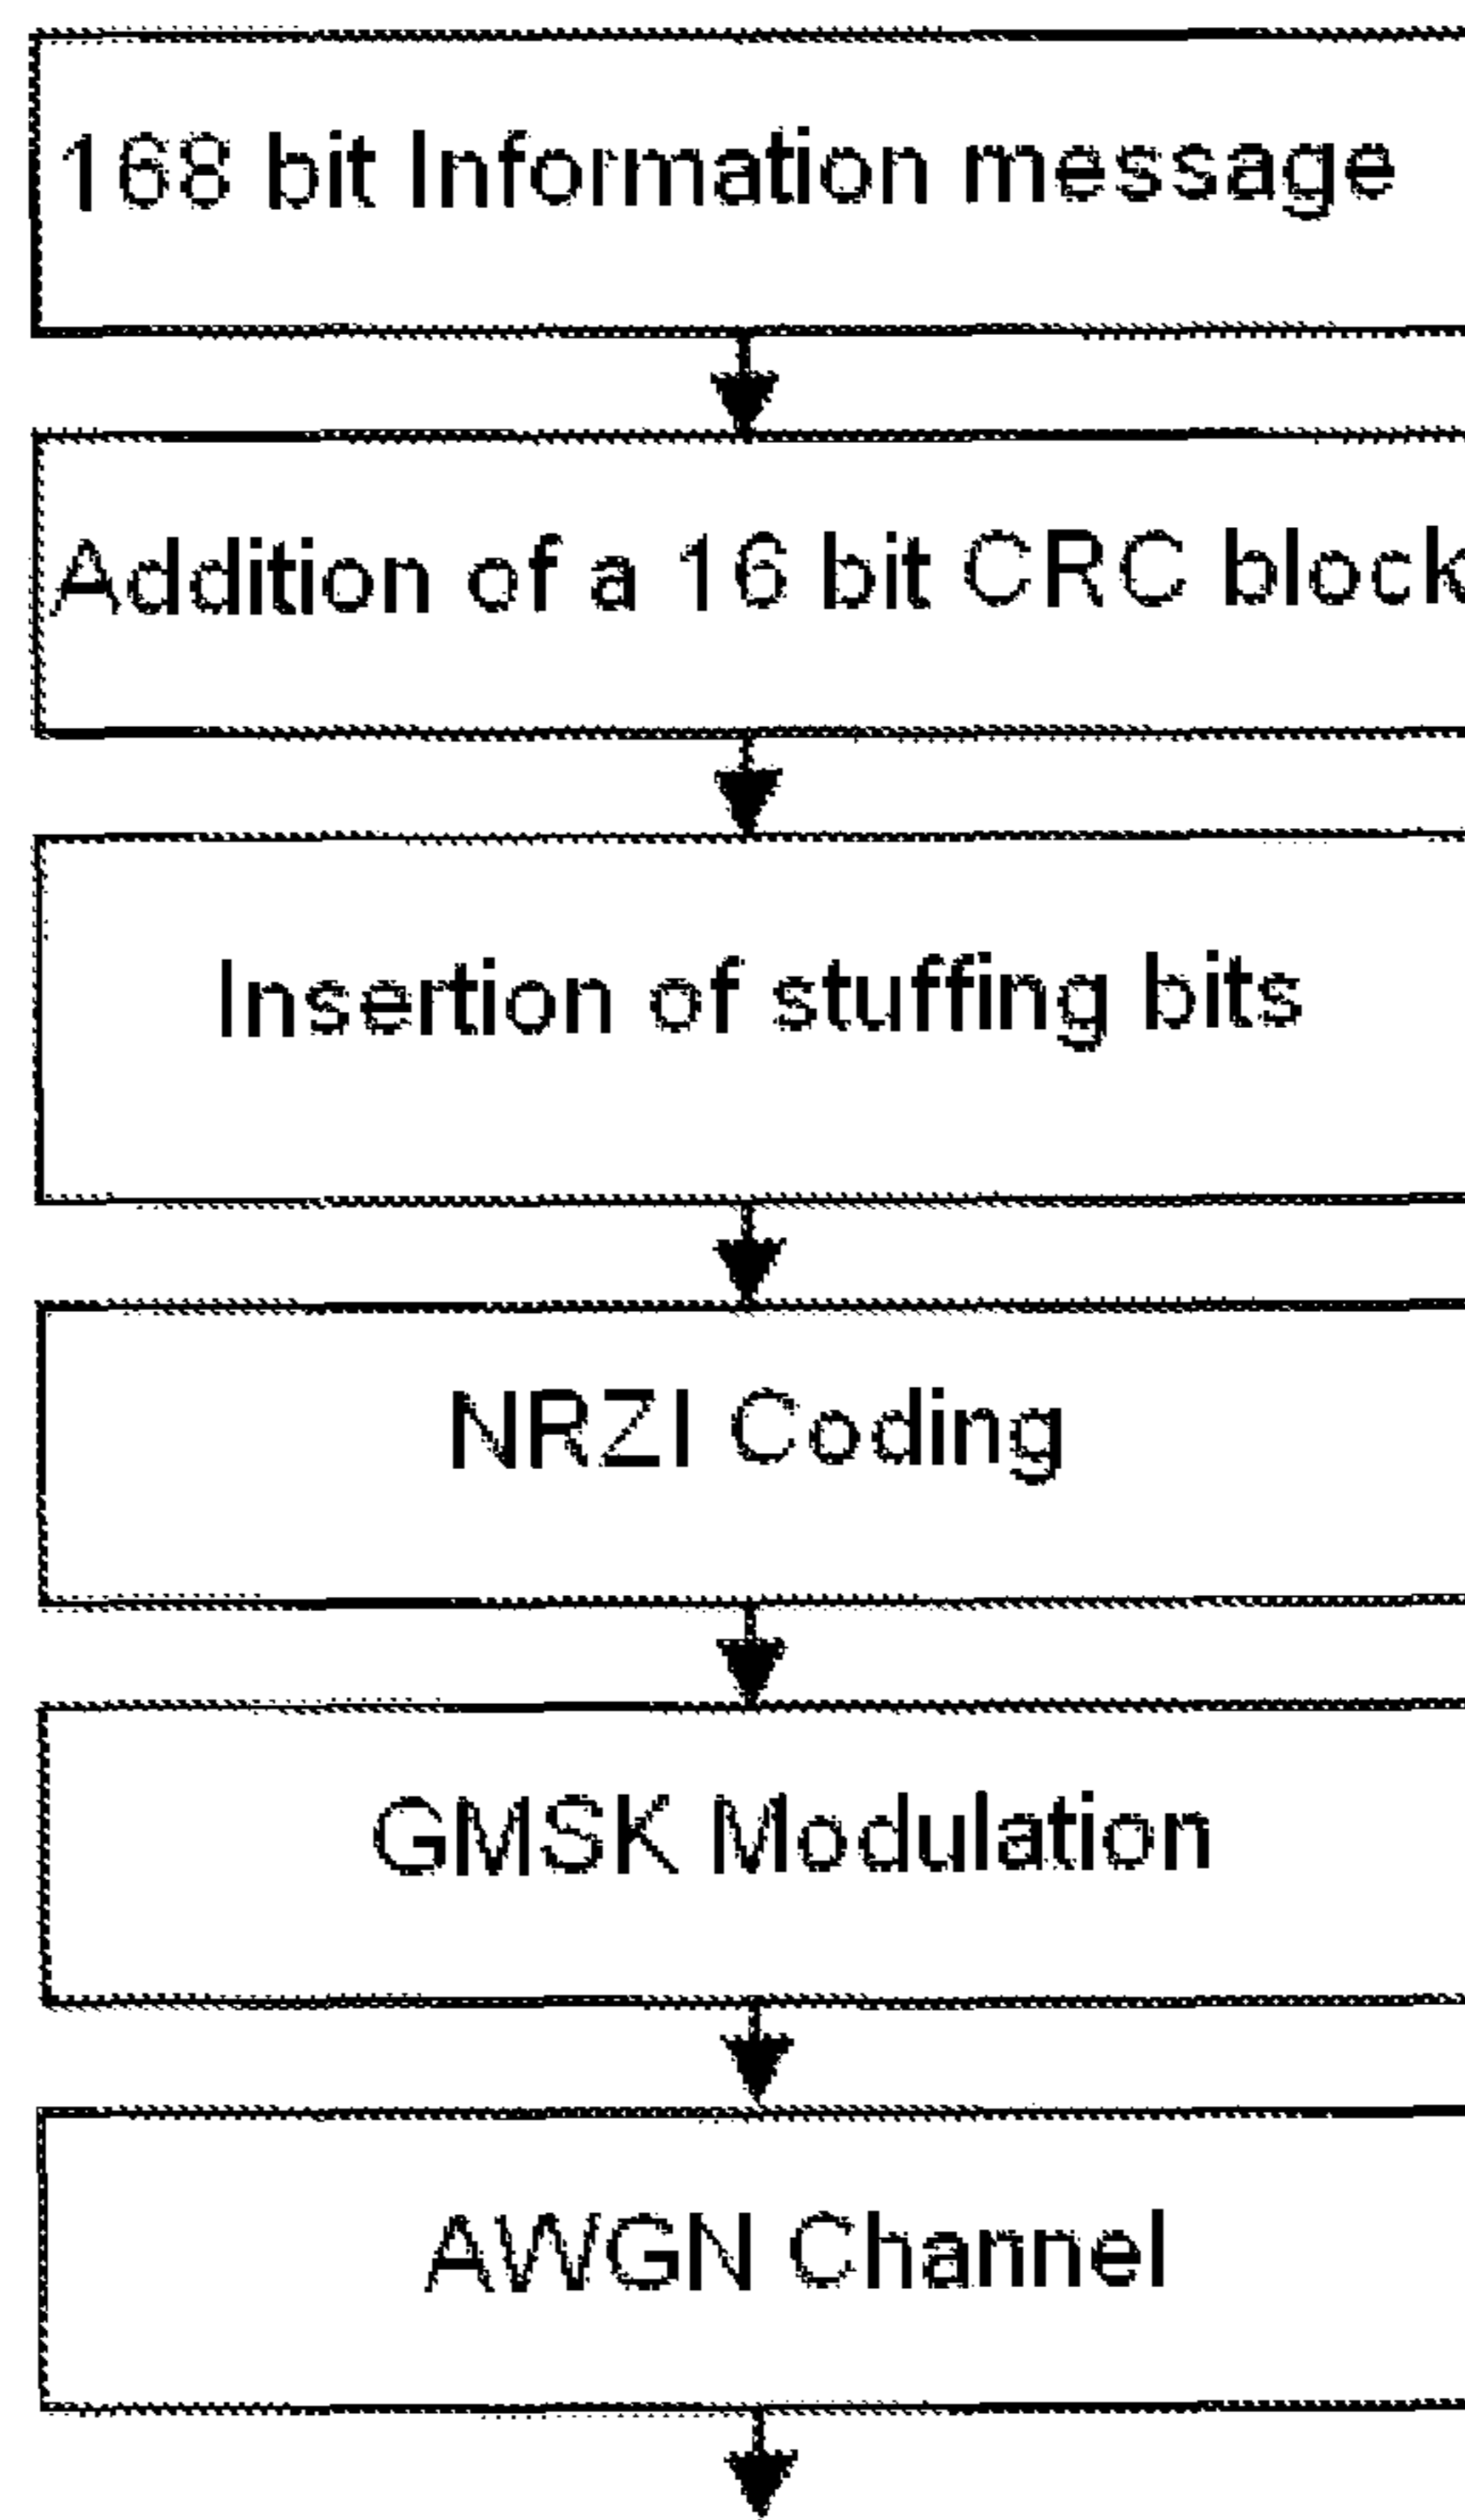 168 bit Information message
Addition of a 16 bit CRC block
Insertion of stuffing bits
NRZI Coding
GMSK Modulation
AWGN Channel